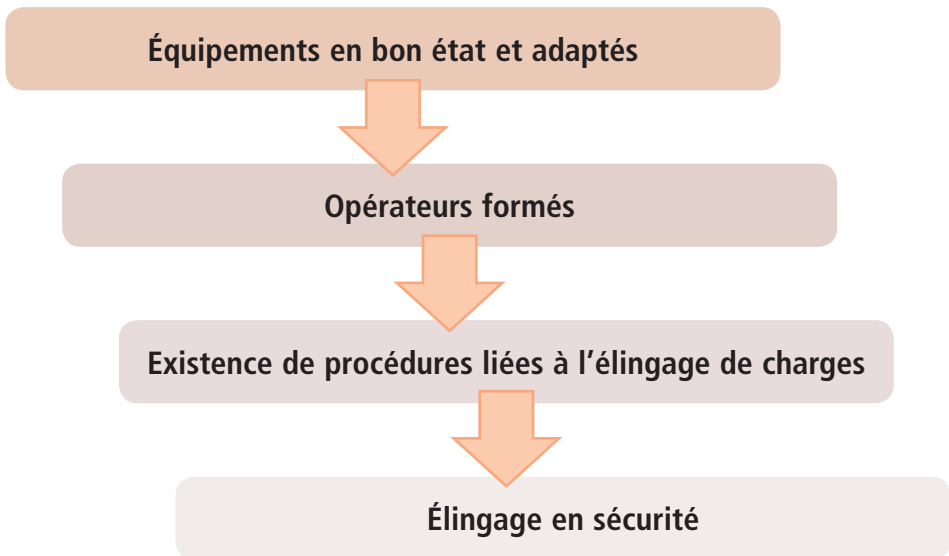 Équipements en bon état et adaptés
Opérateurs formés
Existence de procédures liées à l’élingage de charges
Élingage en sécurité